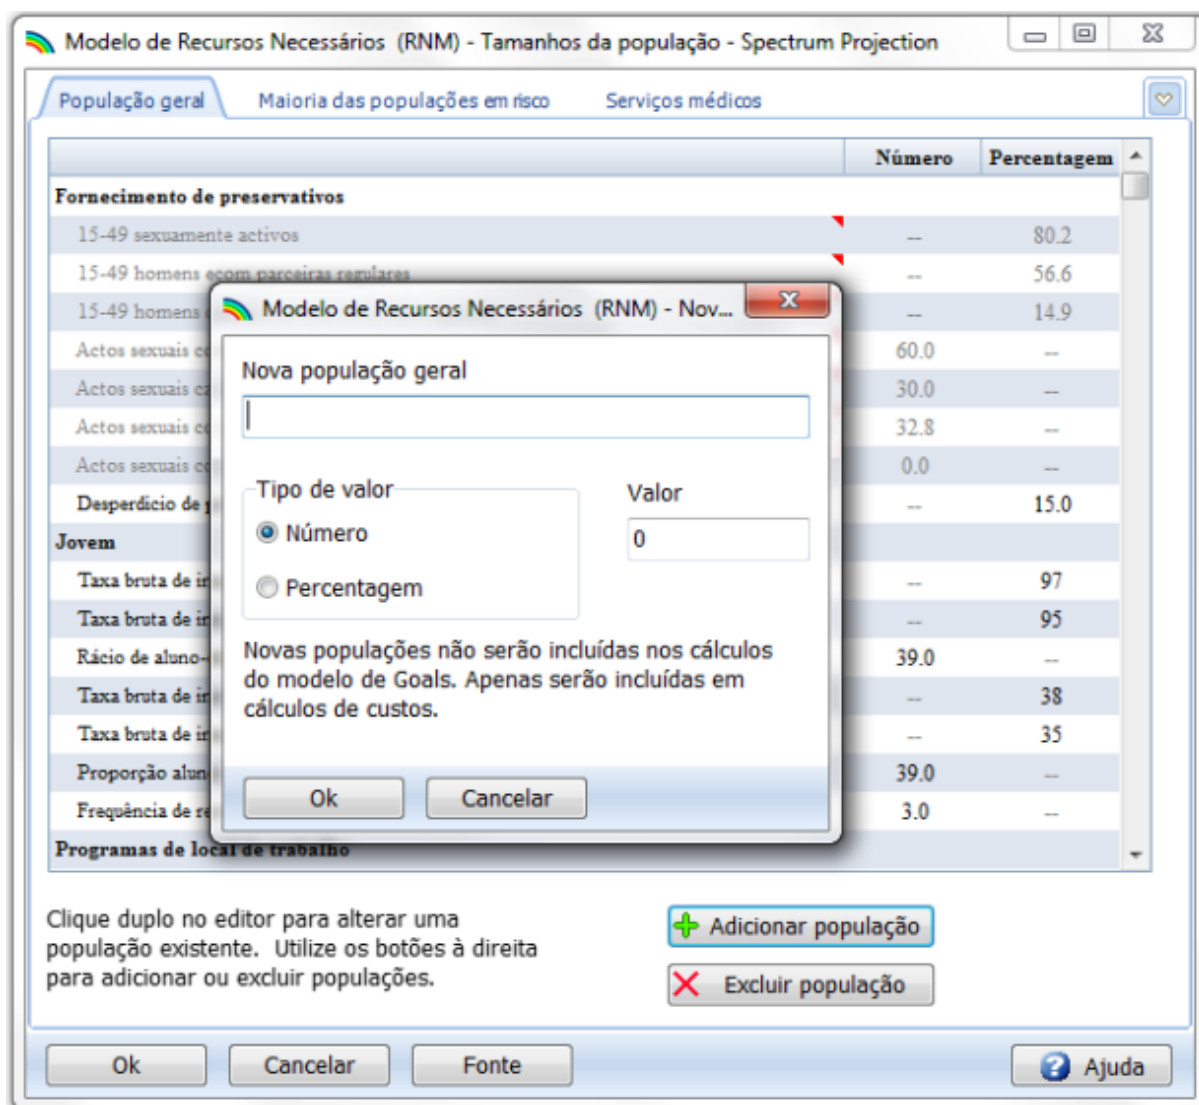 Modelo de Recursos Necessários (RNM) - Tamanhos da população - Spectrum Projection
População geral Maioria das populações em risco Serviços médicos
Número Percentagem
Fornecimento de preservativos
15-49 sexuamente activos -- 80.2
15-49 homens ecom parceiras regulares -- 56.6
15-49 homens -- 14.9
Actos sexuais 60.0 --
Actos sexuais 30.0 --
Actos sexuais 32.8 --
Actos sexuais 0.0 --
Desperdicio de -- 15.0
Jovem
Taxa bruta de -- 97
Taxa bruta de -- 95
Rácio de aluno- 39.0 --
Taxa bruta de -- 38
Taxa bruta de -- 35
Proporção 39.0 --
Frequência de 3.0 --
Programas de local de trabalho
Modelo de Recursos Necessários (RNM) - Nov...
Nova população geral
Tipo de valor Valor
Número 0
Percentagem
Novas populações não serão incluídas nos cálculos
do modelo de Goals. Apenas serão incluídas em
cálculos de custos.
Ok Cancelar
Clique duplo no editor para alterar uma
população existente. Utilize os botões à direita
para adicionar ou excluir populações.
Adicionar população
Excluir população
Ok Cancelar Fonte Ajuda